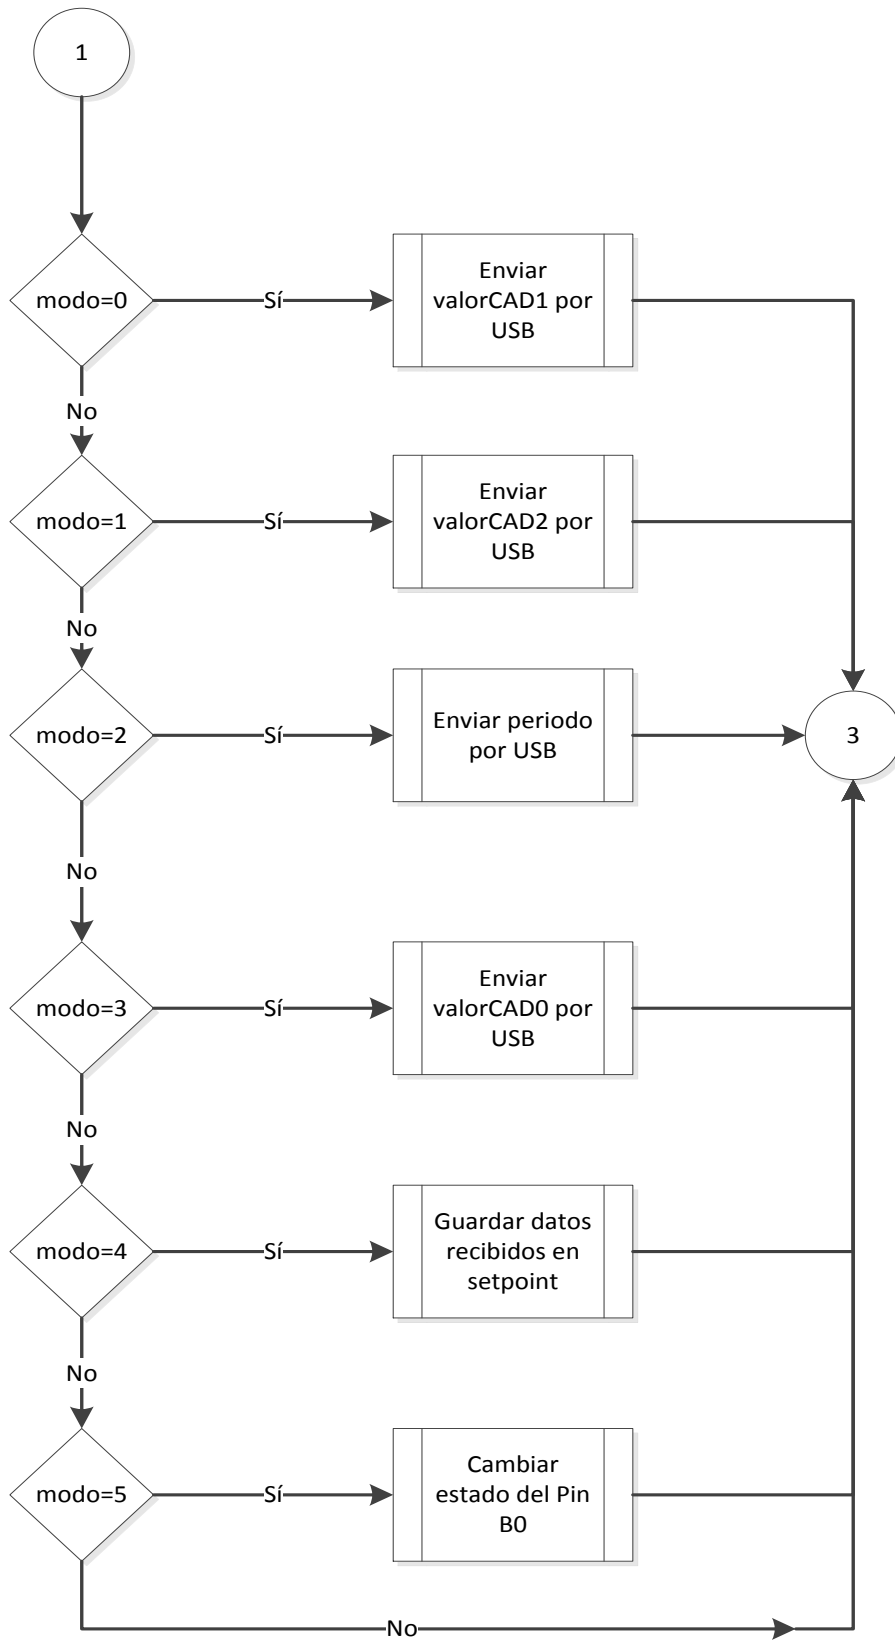 1
modo=0
Sí
Enviar
valorCAD1 por
USB
No
modo=1
Sí
Enviar
valorCAD2 por
USB
No
modo=2
Sí
Enviar periodo
por USB
3
No
modo=3
Sí
Enviar
valorCAD0 por
USB
No
modo=4
Sí
Guardar datos
recibidos en
setpoint
No
modo=5
Sí
Cambiar
estado del Pin
B0
No